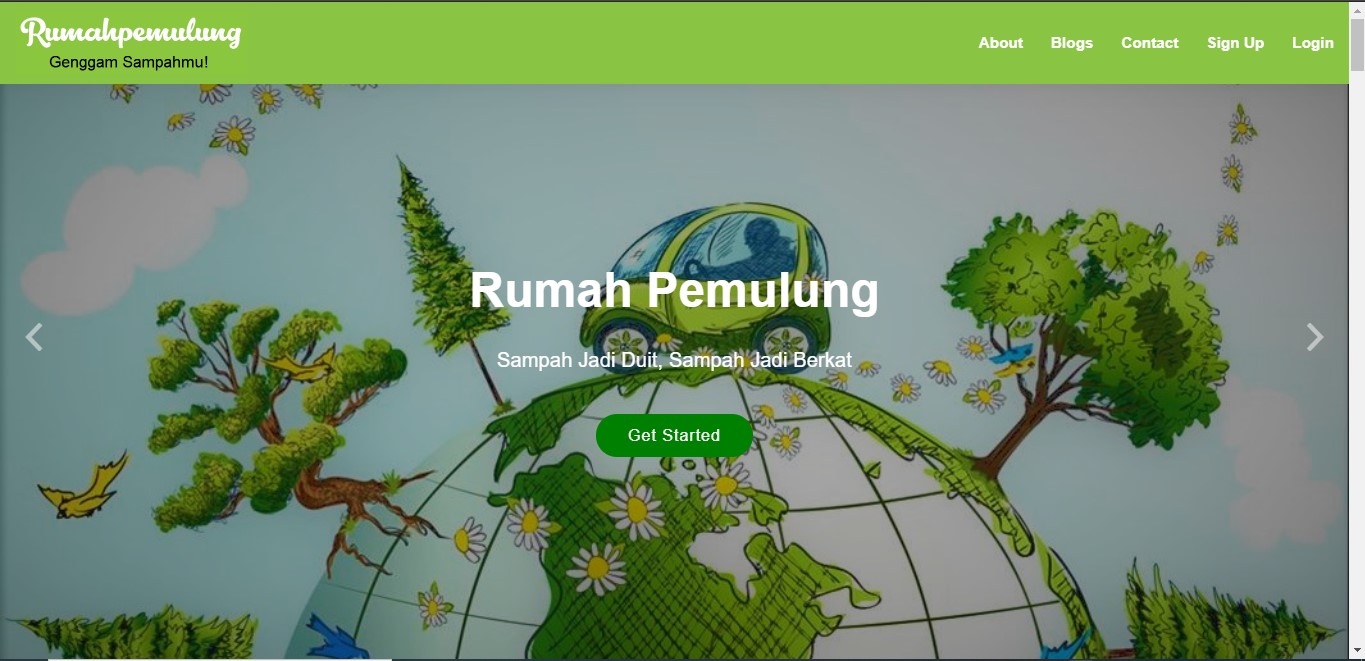 Rumahpemulung
Genggam Sampahmu!
About Blogs Contact Sign Up Login
Rumah Pemulung
Sampah Jadi Duit, Sampah Jadi Berkat
Get Started